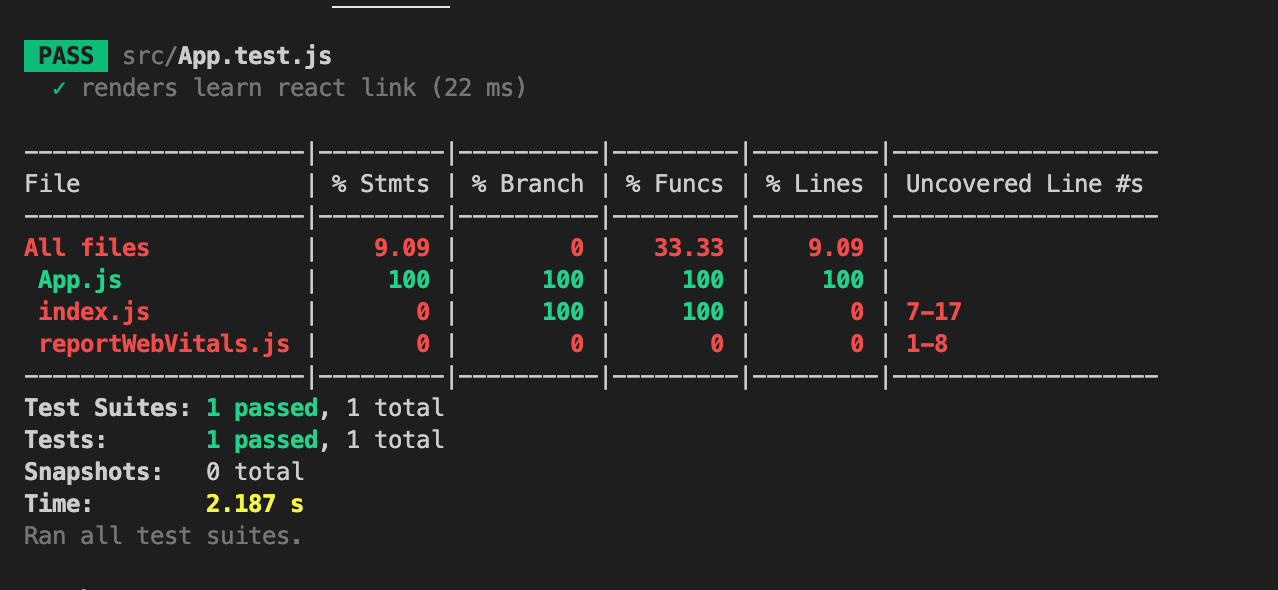 PASS src/App.test.js
✓ renders learn react link (22 ms)
--------------------|---------|----------|---------|---------|-------------------
File                | % Stmts | % Branch | % Funcs | % Lines | Uncovered Line #s
--------------------|---------|----------|---------|---------|-------------------
All files           |    9.09 |        0 |   33.33 |    9.09 |
 App.js             |     100 |      100 |     100 |     100 |
 index.js           |       0 |      100 |     100 |       0 | 7-17
 reportWebVitals.js |       0 |        0 |       0 |       0 | 1-8
--------------------|---------|----------|---------|---------|-------------------
Test Suites: 1 passed, 1 total
Tests:       1 passed, 1 total
Snapshots:   0 total
Time:        2.187 s
Ran all test suites.